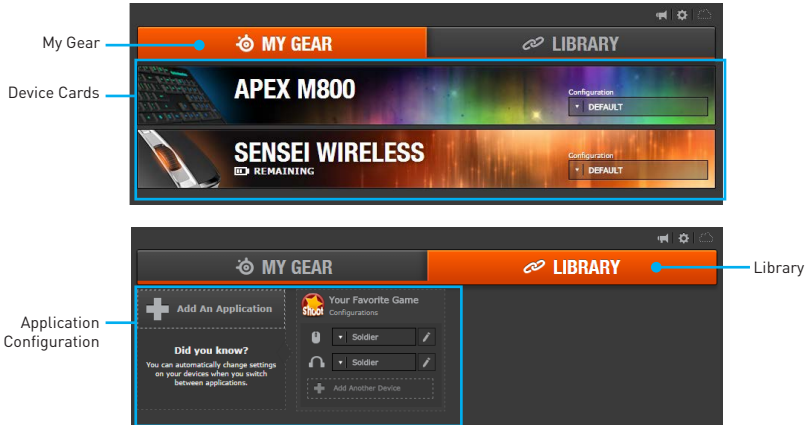 My Gear
MY GEAR
LIBRARY
Device Cards
APEX M800
Configuration
DEFAULT
SENSEI WIRELESS
REMAINING
Configuration
DEFAULT
MY GEAR
LIBRARY
Library
Application
Configuration
Add An Application
Did you know?
You can automatically change settings
on your devices when you switch
between applications.
shoot
Your Favorite Game
Configurations
Soldier
Soldier
Add Another Device